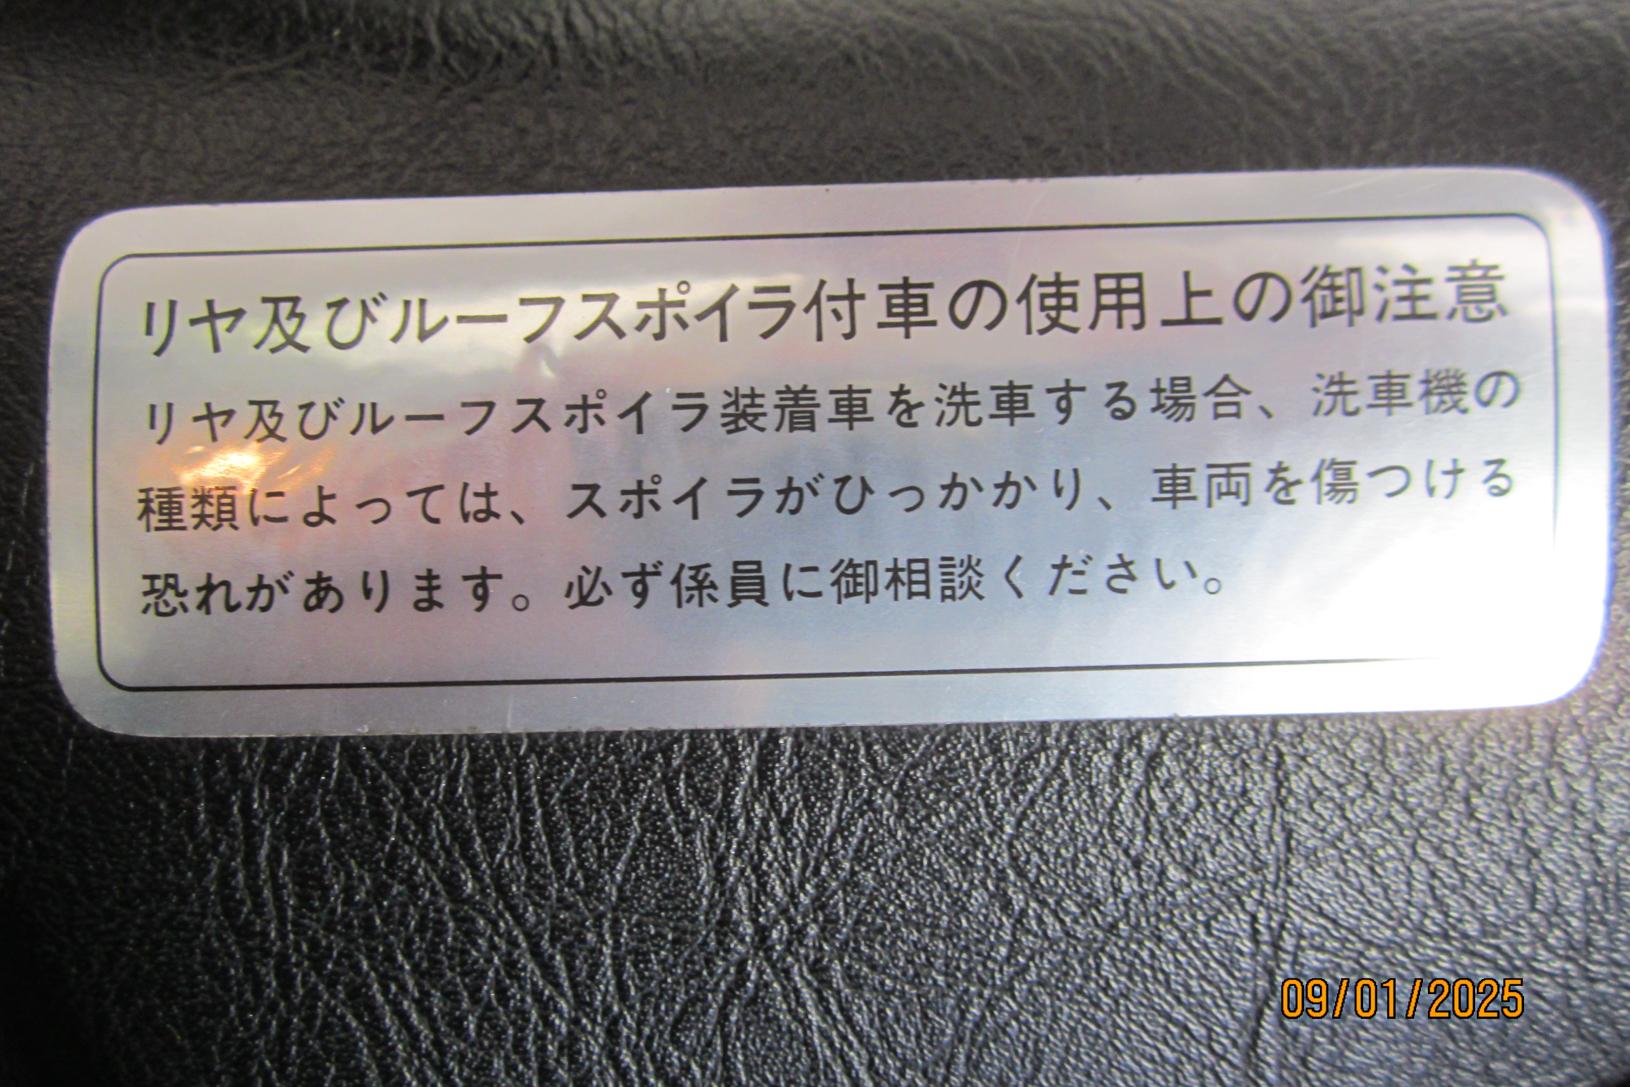 リヤ及びルーフスポイラ付車の使用上の御注意
リヤ及びルーフスポイラ装着車を洗車する場合、洗車機の
種類によっては、スポイラがひっかかり、車両を傷つける
恐れがあります。必ず係員に御相談ください。
09/01/2025